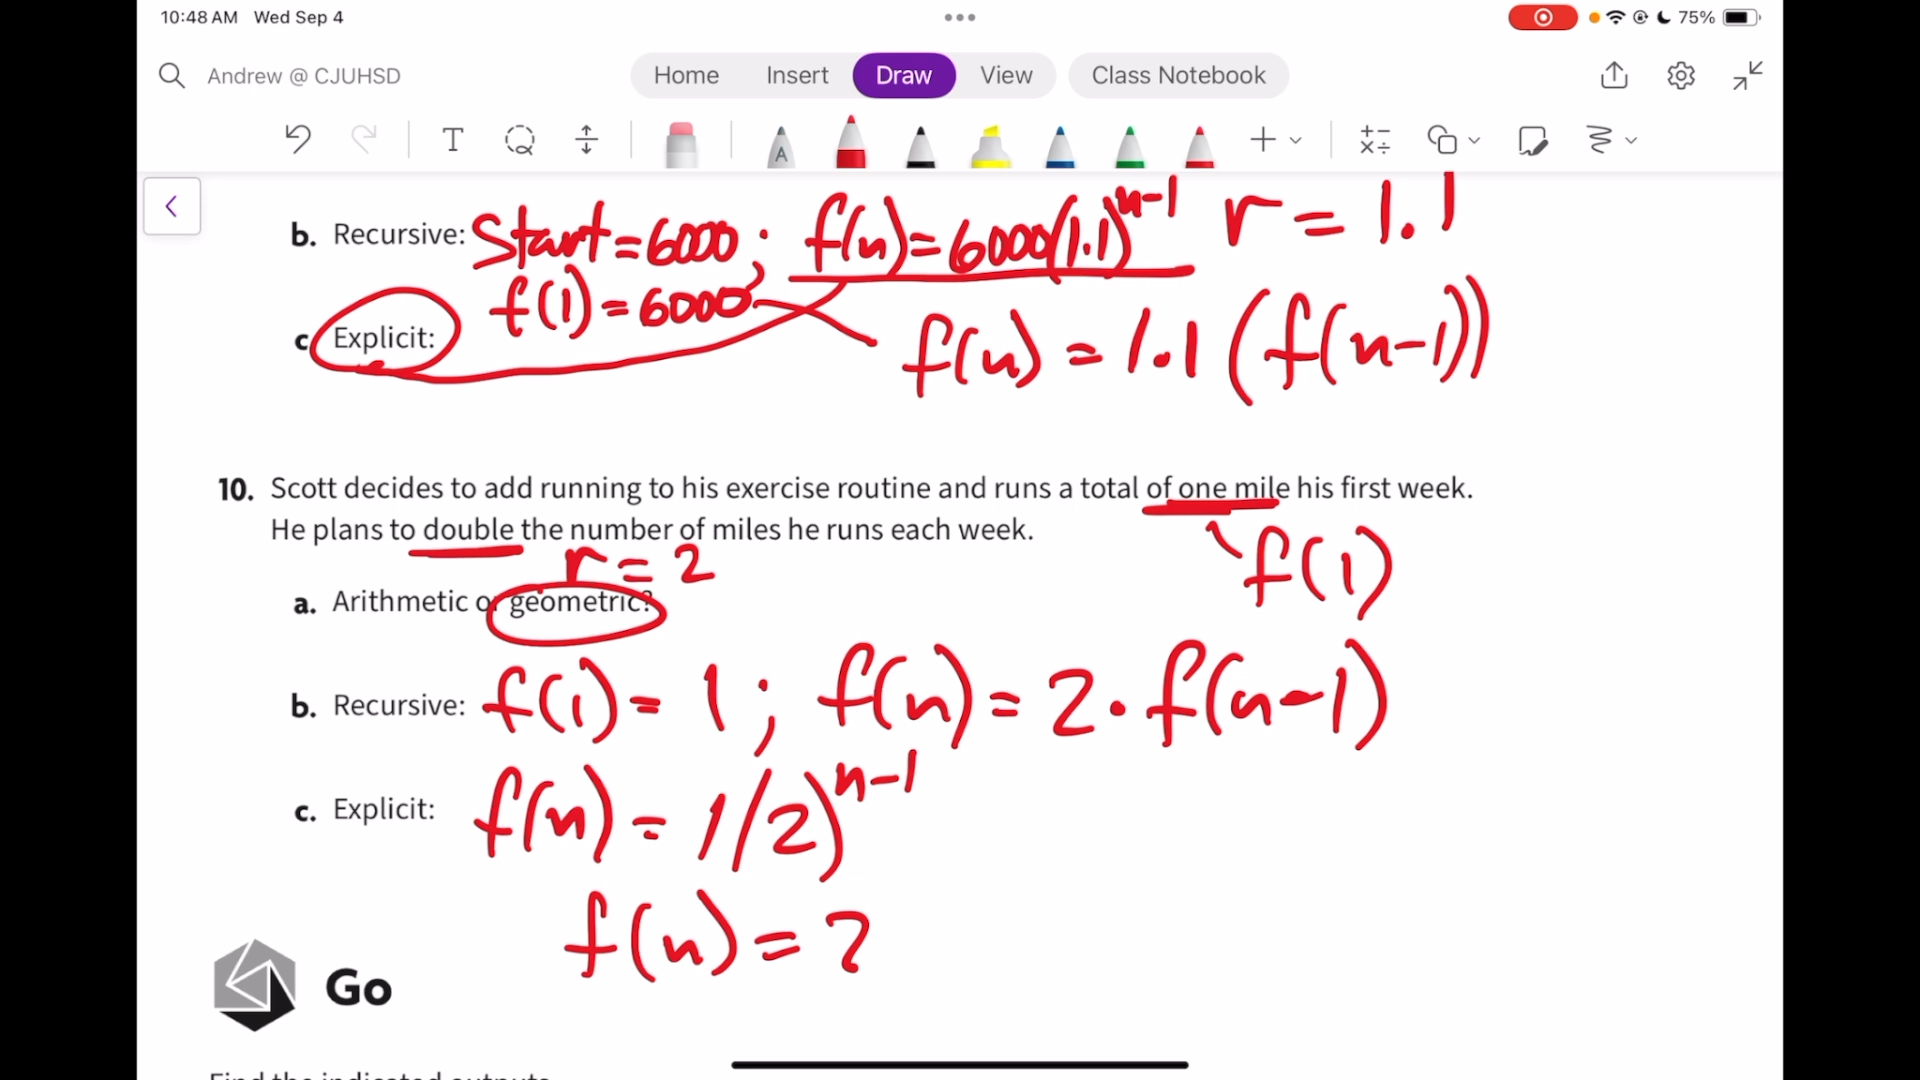 10:48 AM Wed Sep 4
75%
Andrew @ CJUHSD
Home Insert Draw View Class Notebook
T A
b. Recursive: Start = 6000 ; f(n) = 6000(1.1)^n-1 r = 1.1
f(1) = 6000 ;
c Explicit:
f(n) = 1.1 (f(n-1))
10. Scott decides to add running to his exercise routine and runs a total of one mile his first week.
He plans to double the number of miles he runs each week.
r = 2 f(1)
a. Arithmetic or geometric?
b. Recursive: f(1) = 1 ; f(n) = 2 · f(n-1)
c. Explicit: f(n) = 1(2)^n-1
f(n) = 2
Go
Find the indicated outputs